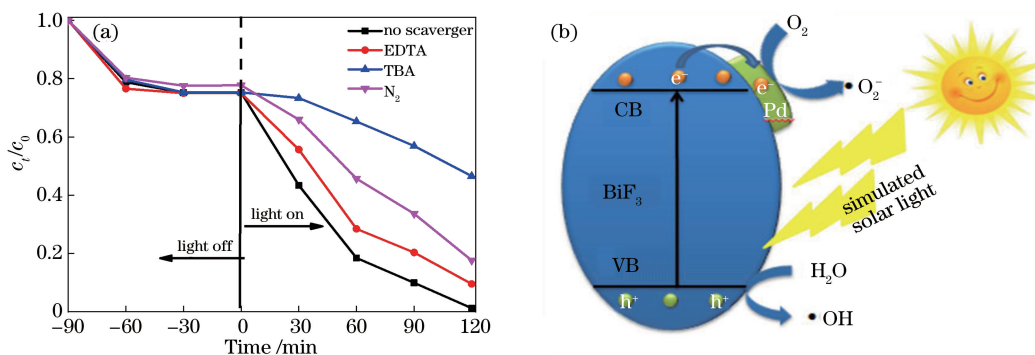 (a)
no scaverger
EDTA
TBA
N₂
1.0
0.8
0.6
0.4
0.2
0
cₜ/c₀
light on
light off
−90
−60
−30
0
30
60
90
120
Time /min
(b)
O₂
e⁻
e⁻
•O₂⁻
CB
Pd
BiF₃
simulated
solar light
VB
H₂O
h⁺
h⁺
•OH